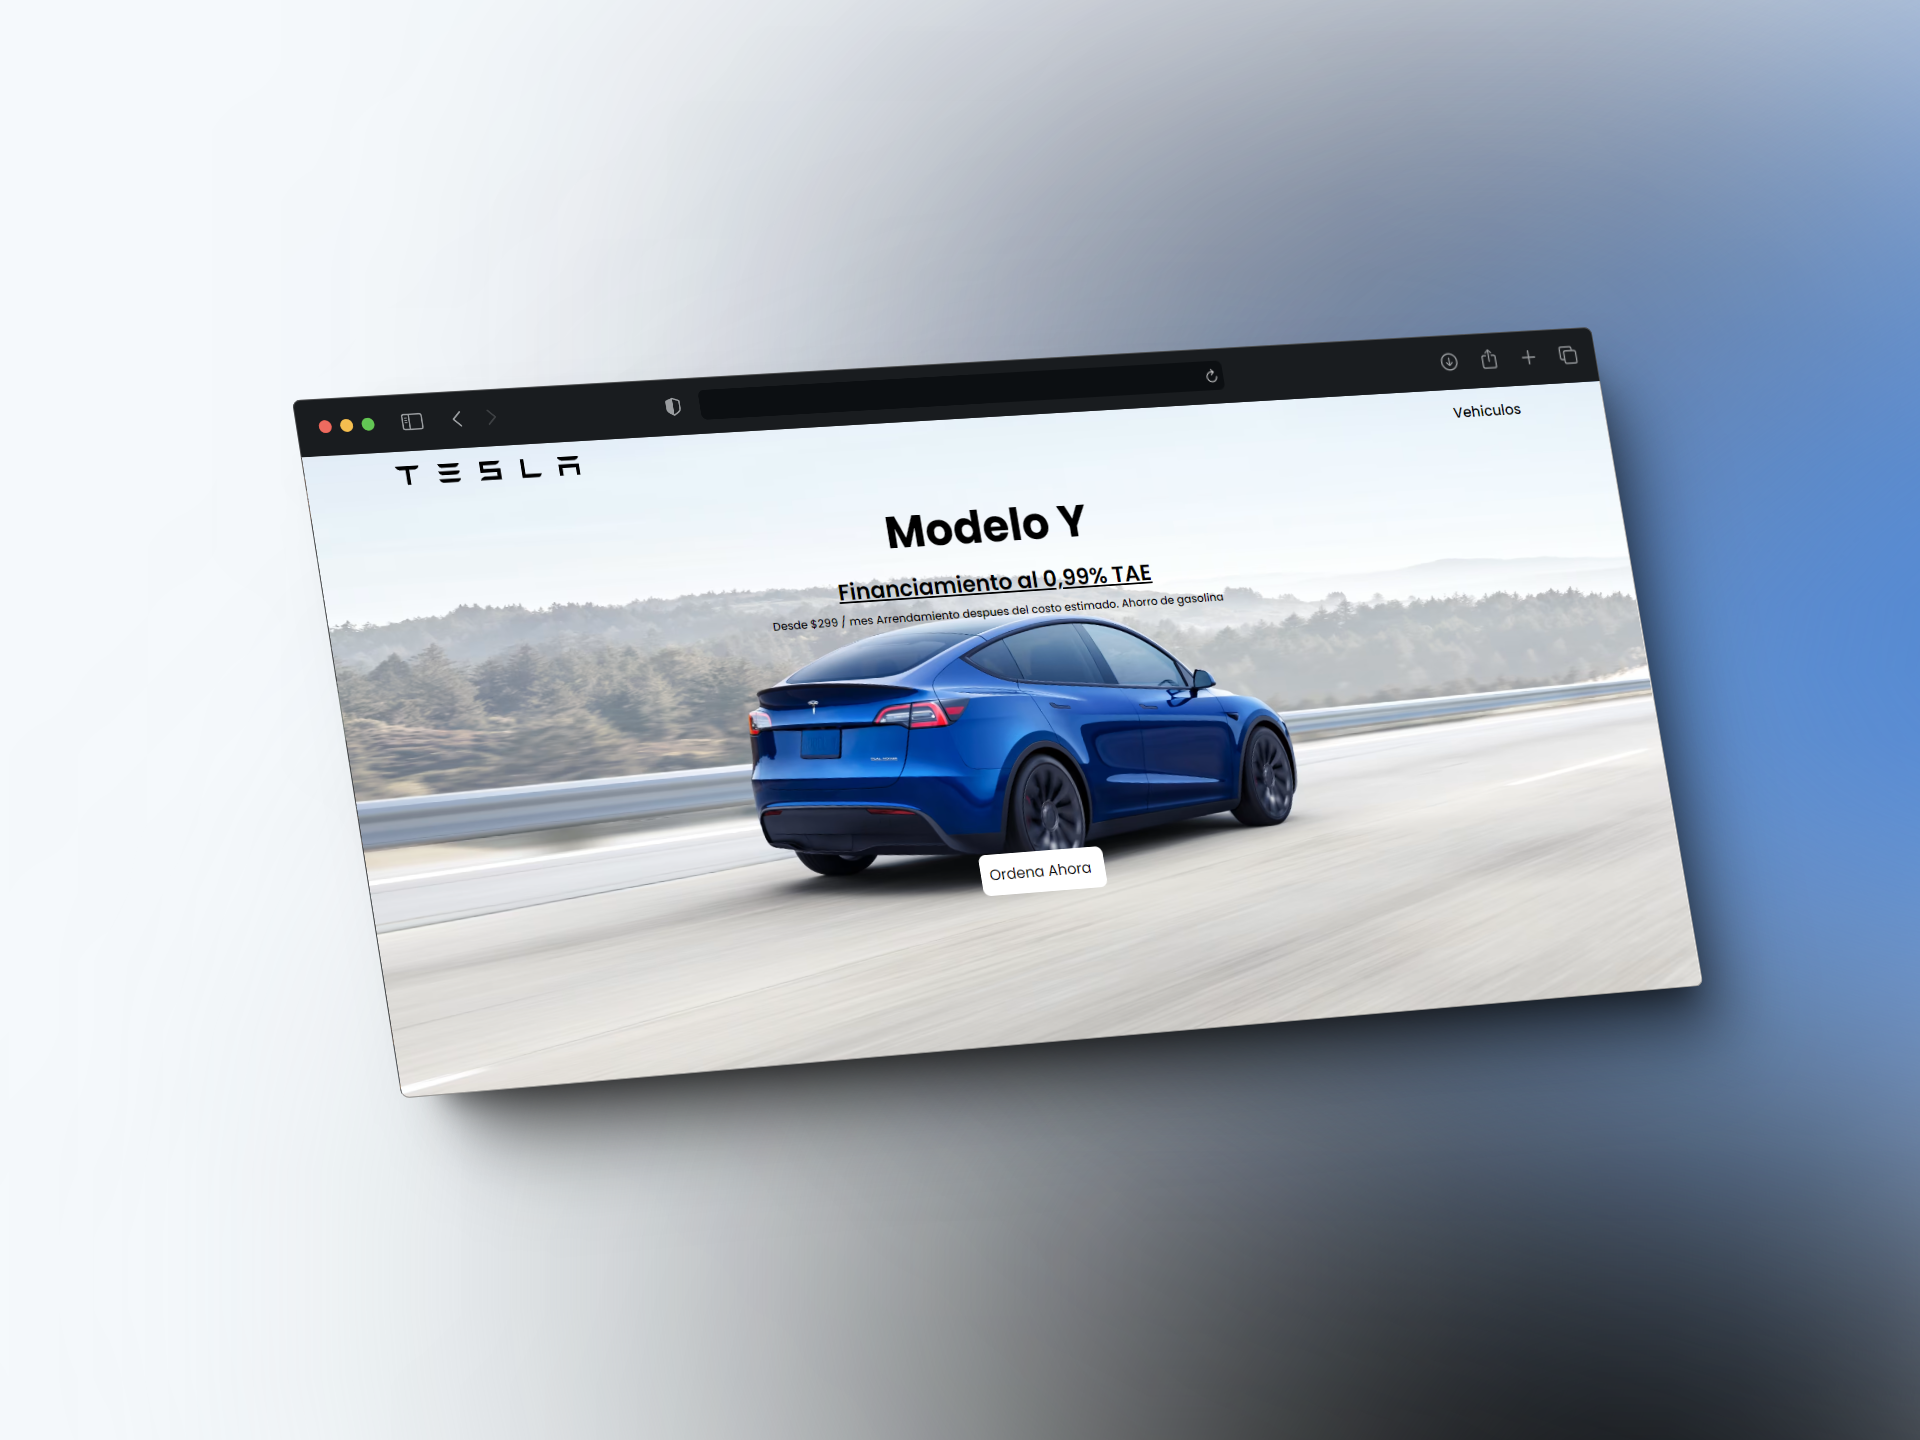 Vehiculos
TESLA
Modelo Y
Financiamiento al 0,99% TAE
Desde $299 / mes Arrendamiento despues del costo estimado. Ahorro de gasolina
Ordena Ahora